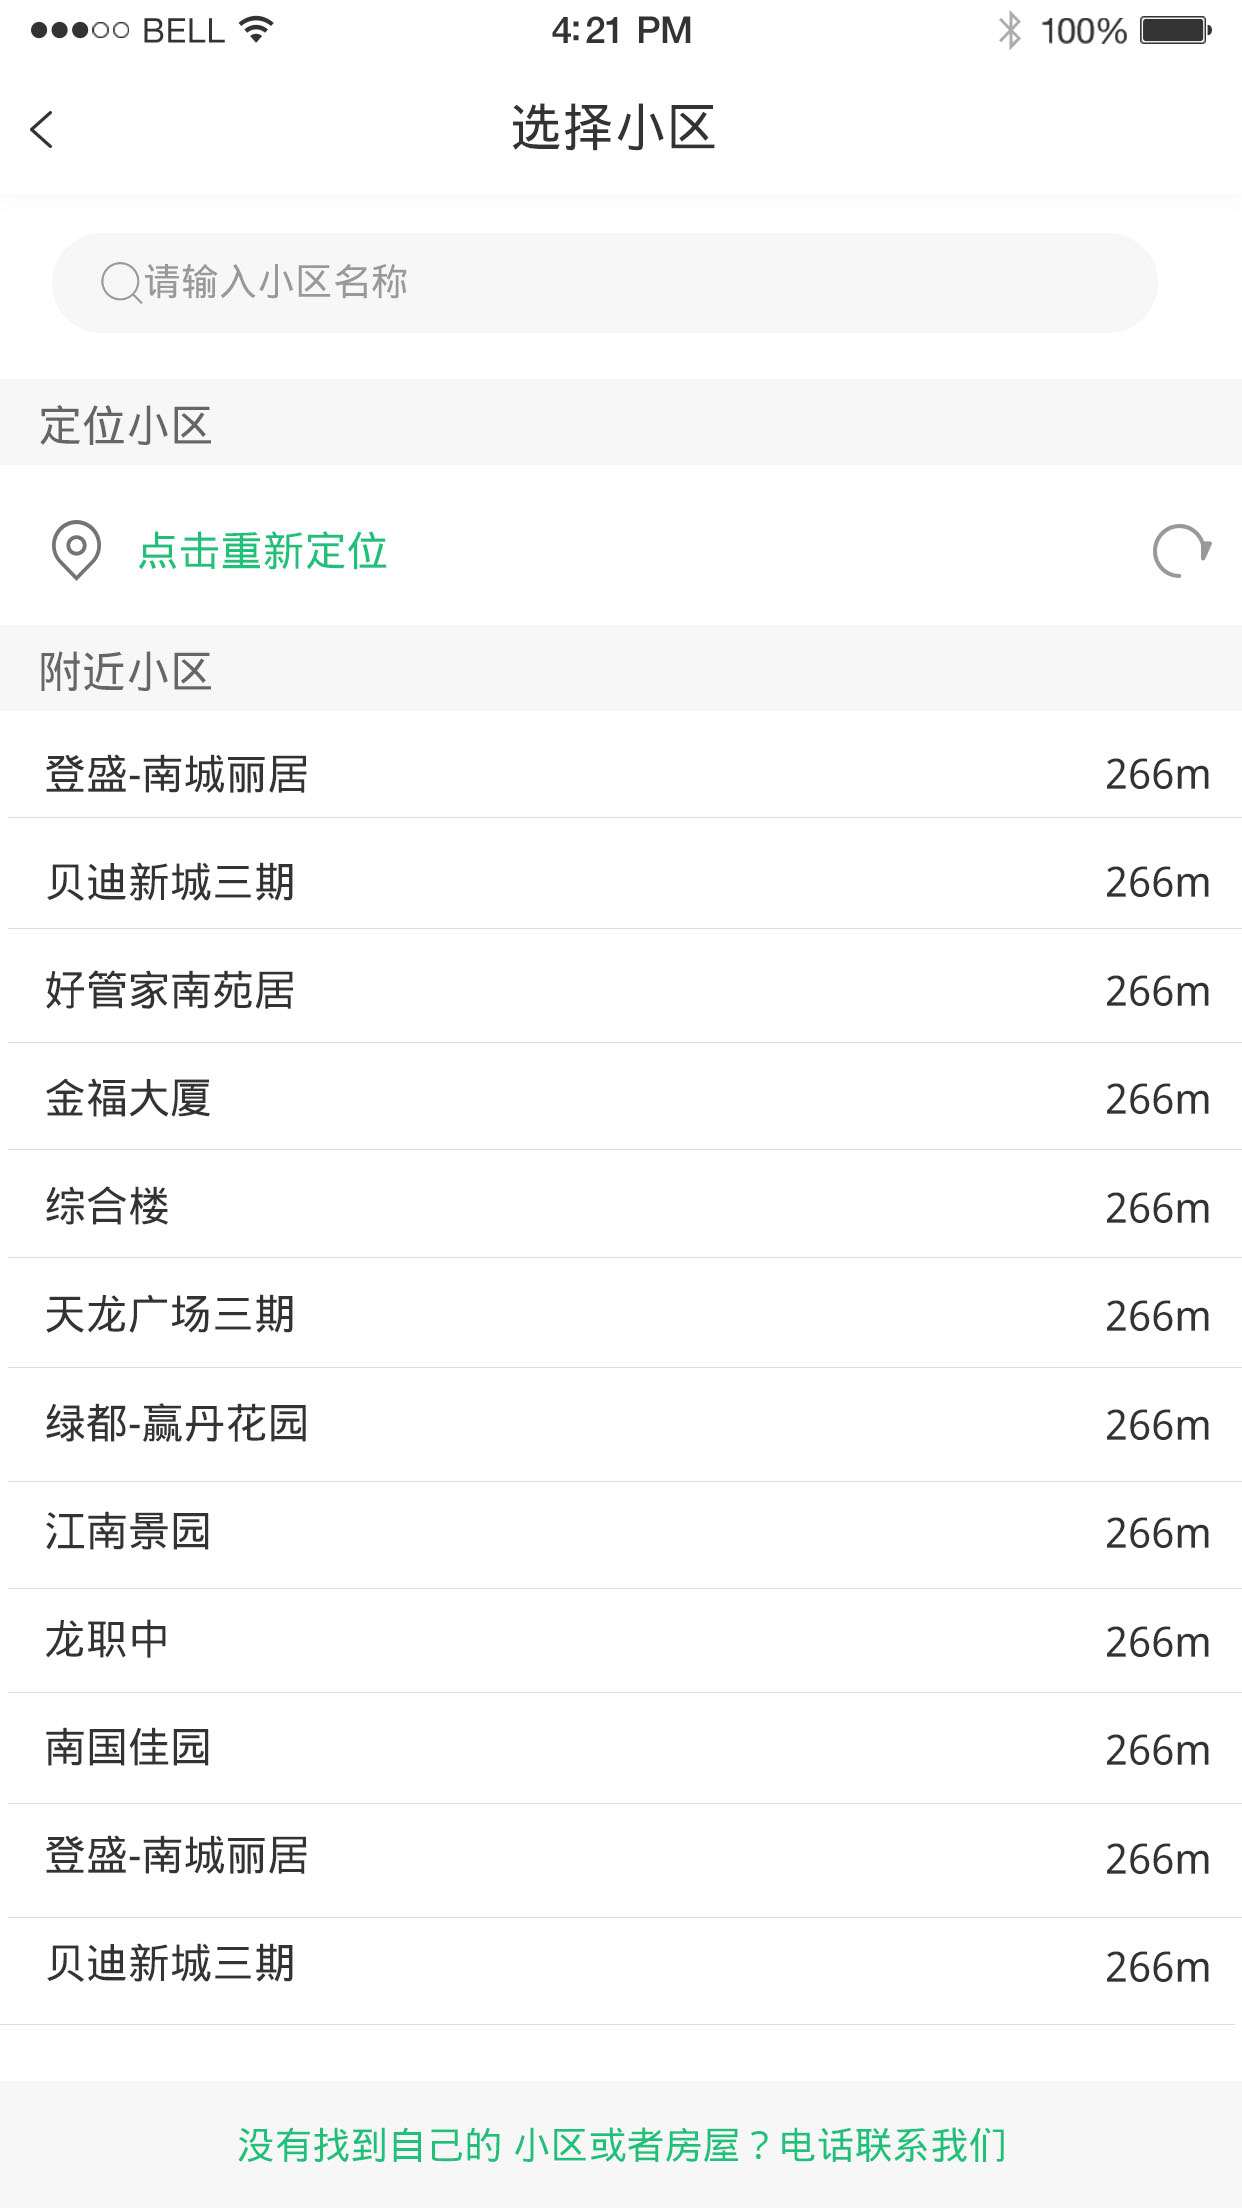 BELL 4:21 PM 100%
选择小区
请输入小区名称
定位小区
点击重新定位
附近小区
登盛-南城丽居 266m
贝迪新城三期 266m
好管家南苑居 266m
金福大厦 266m
综合楼 266m
天龙广场三期 266m
绿都-赢丹花园 266m
江南景园 266m
龙职中 266m
南国佳园 266m
登盛-南城丽居 266m
贝迪新城三期 266m
没有找到自己的 小区或者房屋？电话联系我们